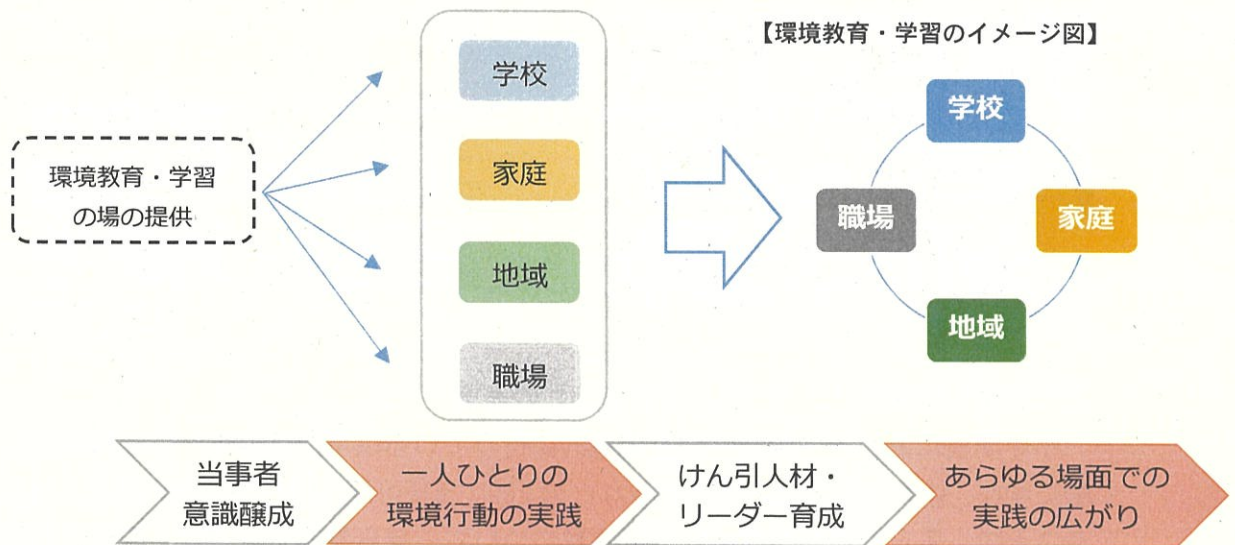 【環境教育・学習のイメージ図】
環境教育・学習
の場の提供
学校
家庭
地域
職場
学校
職場
家庭
地域
当事者
意識醸成
一人ひとりの
環境行動の実践
けん引人材・
リーダー育成
あらゆる場面での
実践の広がり